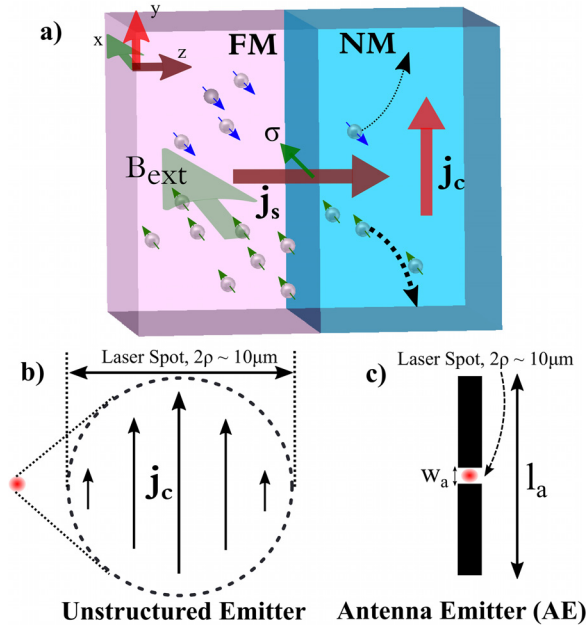 a)
y
x
z
FM
NM
σ
B_ext
j_s
j_c
Laser Spot, 2ρ ~ 10μm
b)
j_c
Unstructured Emitter
Laser Spot, 2ρ ~ 10μm
c)
w_a
l_a
Antenna Emitter (AE)